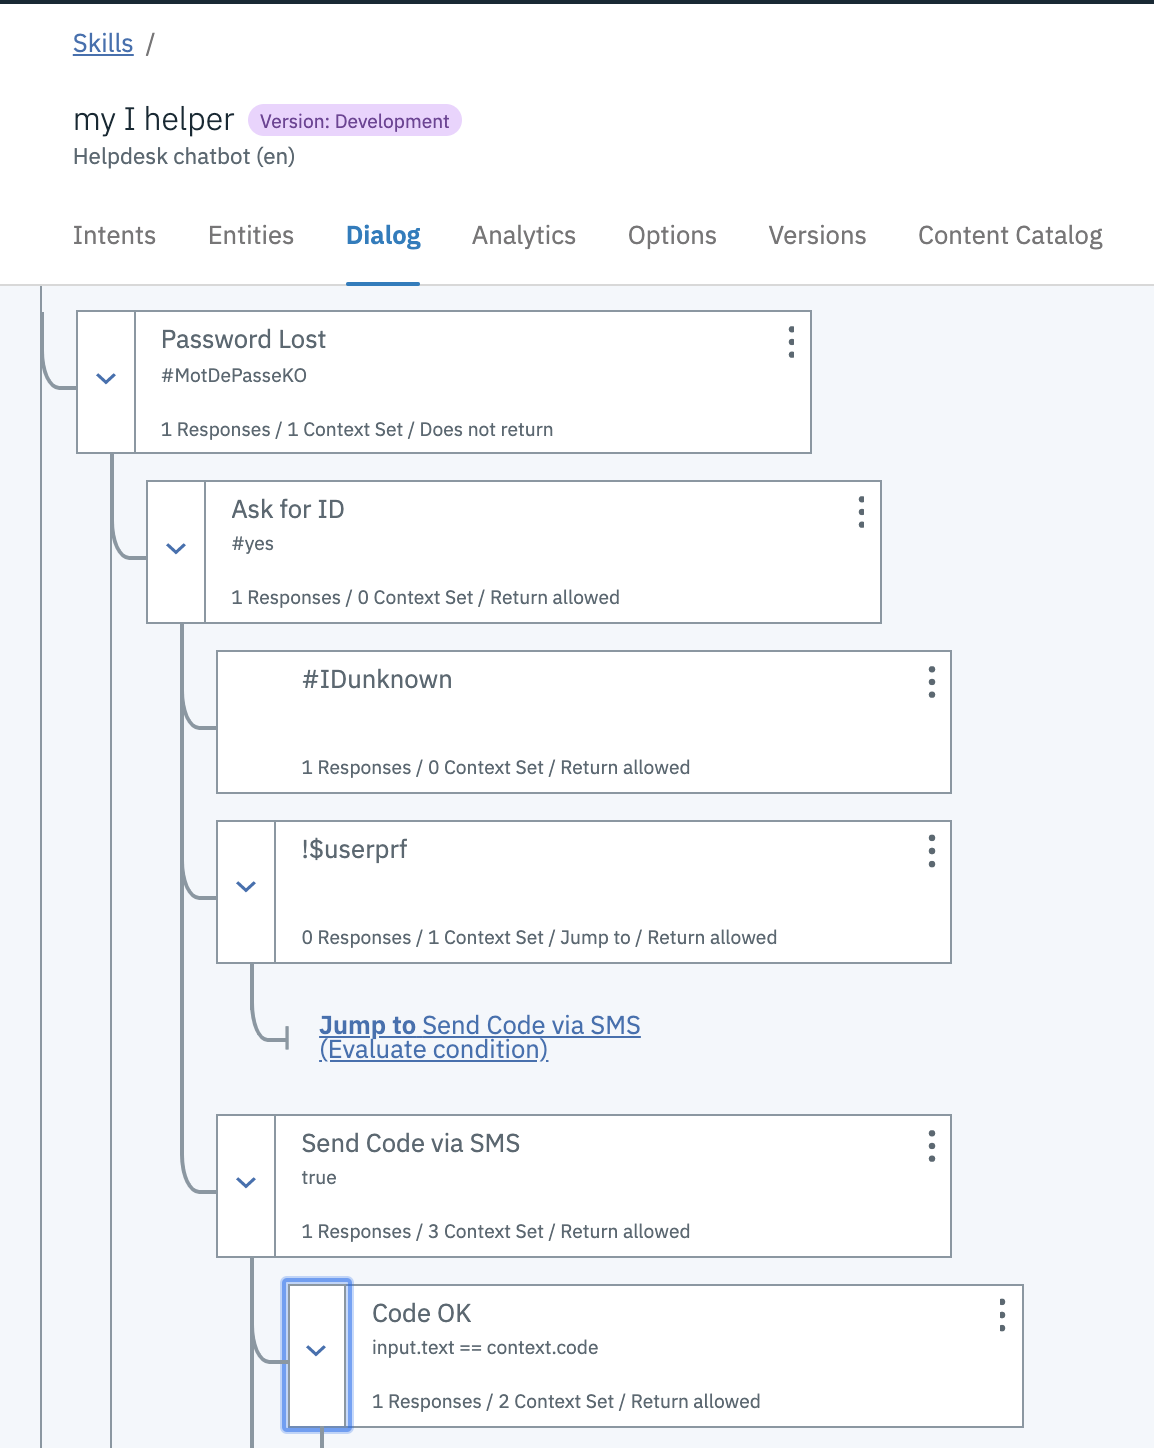 Skills /
my I helper Version: Development
Helpdesk chatbot (en)
Intents Entities Dialog Analytics Options Versions Content Catalog
Password Lost
#MotDePasseKO
1 Responses / 1 Context Set / Does not return
Ask for ID
#yes
1 Responses / 0 Context Set / Return allowed
#IDunknown
1 Responses / 0 Context Set / Return allowed
!$userprf
0 Responses / 1 Context Set / Jump to / Return allowed
Jump to Send Code via SMS
(Evaluate condition)
Send Code via SMS
true
1 Responses / 3 Context Set / Return allowed
Code OK
input.text == context.code
1 Responses / 2 Context Set / Return allowed